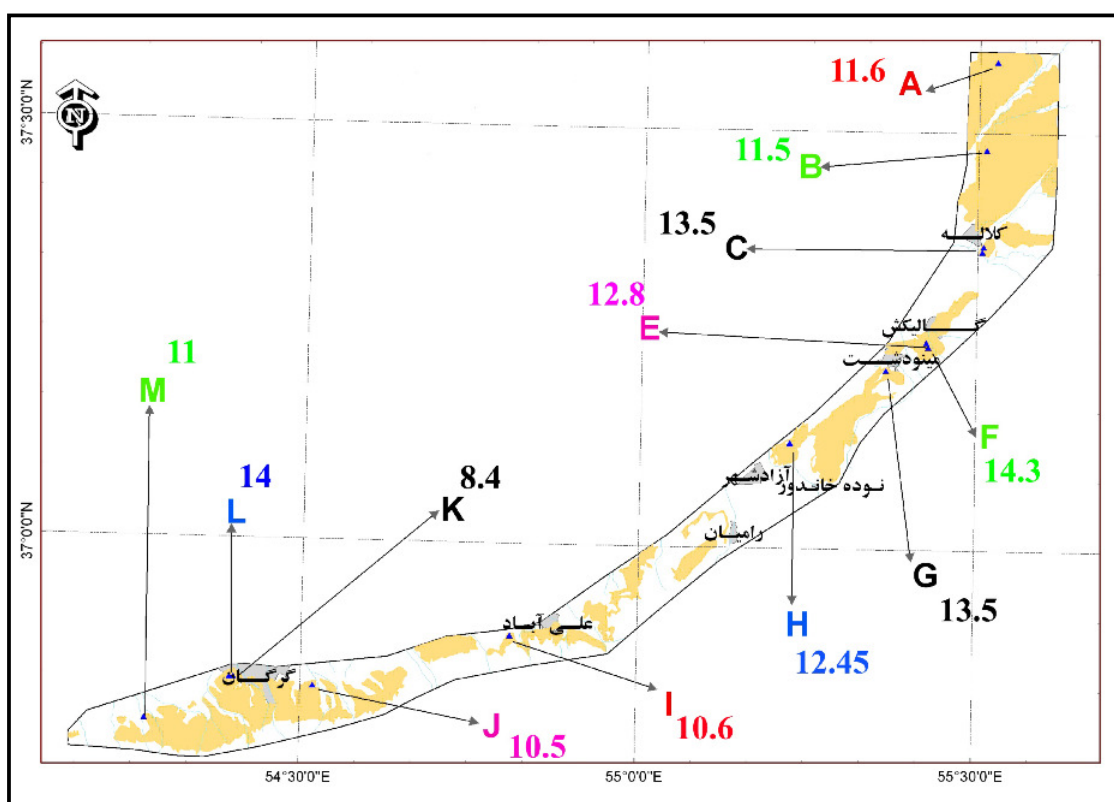 11.6
A
37°30'0"N
N
11.5
B
13.5
C
کلاله
12.8
E
گالیکش
مینودشت
11
M
F
14.3
8.4
14
K
L
آزادشهر
نوده خاندوز
37°0'0"N
رامیان
G
13.5
علی آباد
H
12.45
گرگان
I
10.6
J
10.5
54°30'0"E
55°0'0"E
55°30'0"E